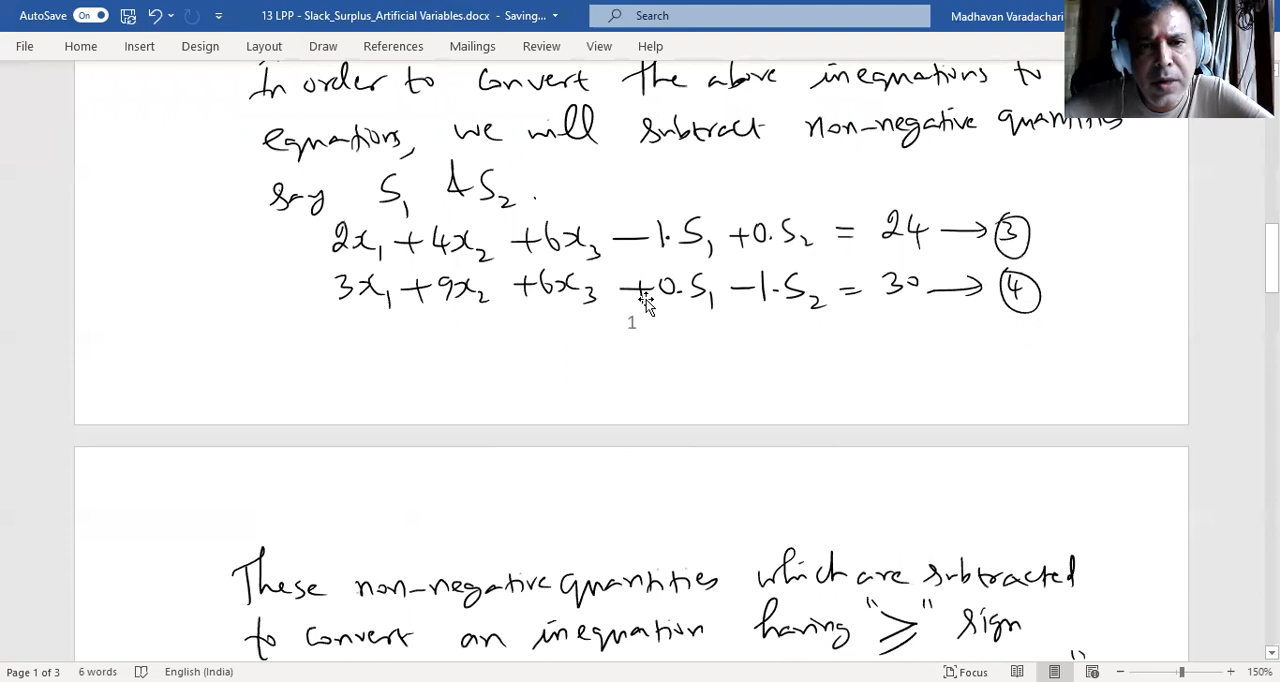 AutoSave On 13 LPP - Slack_Surplus_Artificial Variables.docx - Saving... Search Madhavan Varadachari
File Home Insert Design Layout Draw References Mailings Review View Help
In order to convert the above inequations to
equations, we will subtract non-negative
say S₁ & S₂.
2x₁ + 4x₂ + 6x₃ - 1.S₁ + 0.S₂ = 24 → ③
3x₁ + 9x₂ + 6x₃ + 0.S₁ - 1.S₂ = 30 → ④
1
These non-negative quantities which are subtracted
to convert an inequation having "≥" sign
Page 1 of 3 6 words English (India) Focus 150%